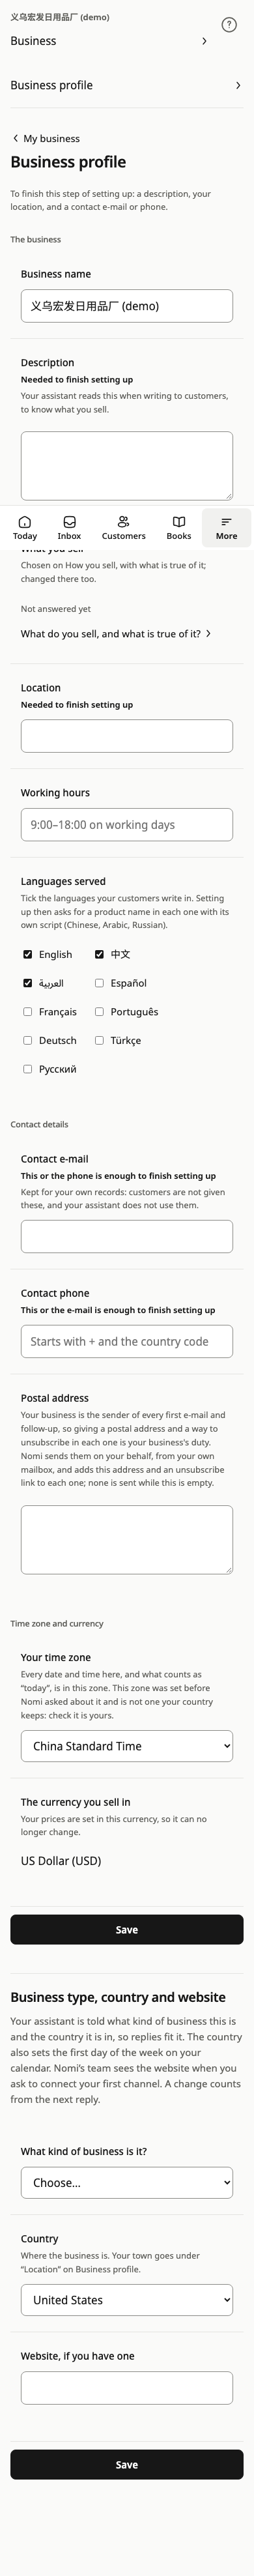 义乌宏发日用品厂 (demo)
Business
Business profile
My business
Business profile
To finish this step of setting up: a description, your
location, and a contact e-mail or phone.
The business
Business name
义乌宏发日用品厂 (demo)
Description
Needed to finish setting up
Your assistant reads this when writing to customers,
to know what you sell.
Today
Inbox
Customers
Books
More
What you sell
Chosen on How you sell, with what is true of it;
changed there too.
Not answered yet
What do you sell, and what is true of it?
Location
Needed to finish setting up
Working hours
9:00–18:00 on working days
Languages served
Tick the languages your customers write in. Setting
up then asks for a product name in each one with its
own script (Chinese, Arabic, Russian).
English
中文
العربية
Español
Français
Português
Deutsch
Türkçe
Русский
Contact details
Contact e-mail
This or the phone is enough to finish setting up
Kept for your own records: customers are not given
these, and your assistant does not use them.
Contact phone
This or the e-mail is enough to finish setting up
Starts with + and the country code
Postal address
Your business is the sender of every first e-mail and
follow-up, so giving a postal address and a way to
unsubscribe in each one is your business's duty.
Nomi sends them on your behalf, from your own
mailbox, and adds this address and an unsubscribe
link to each one; none is sent while this is empty.
Time zone and currency
Your time zone
Every date and time here, and what counts as
“today”, is in this zone. This zone was set before
Nomi asked about it and is not one your country
keeps: check it is yours.
China Standard Time
The currency you sell in
Your prices are set in this currency, so it can no
longer change.
US Dollar (USD)
Save
Business type, country and website
Your assistant is told what kind of business this is
and the country it is in, so replies fit it. The country
also sets the first day of the week on your
calendar. Nomi’s team sees the website when you
ask to connect your first channel. A change counts
from the next reply.
What kind of business is it?
Choose...
Country
Where the business is. Your town goes under
“Location” on Business profile.
United States
Website, if you have one
Save